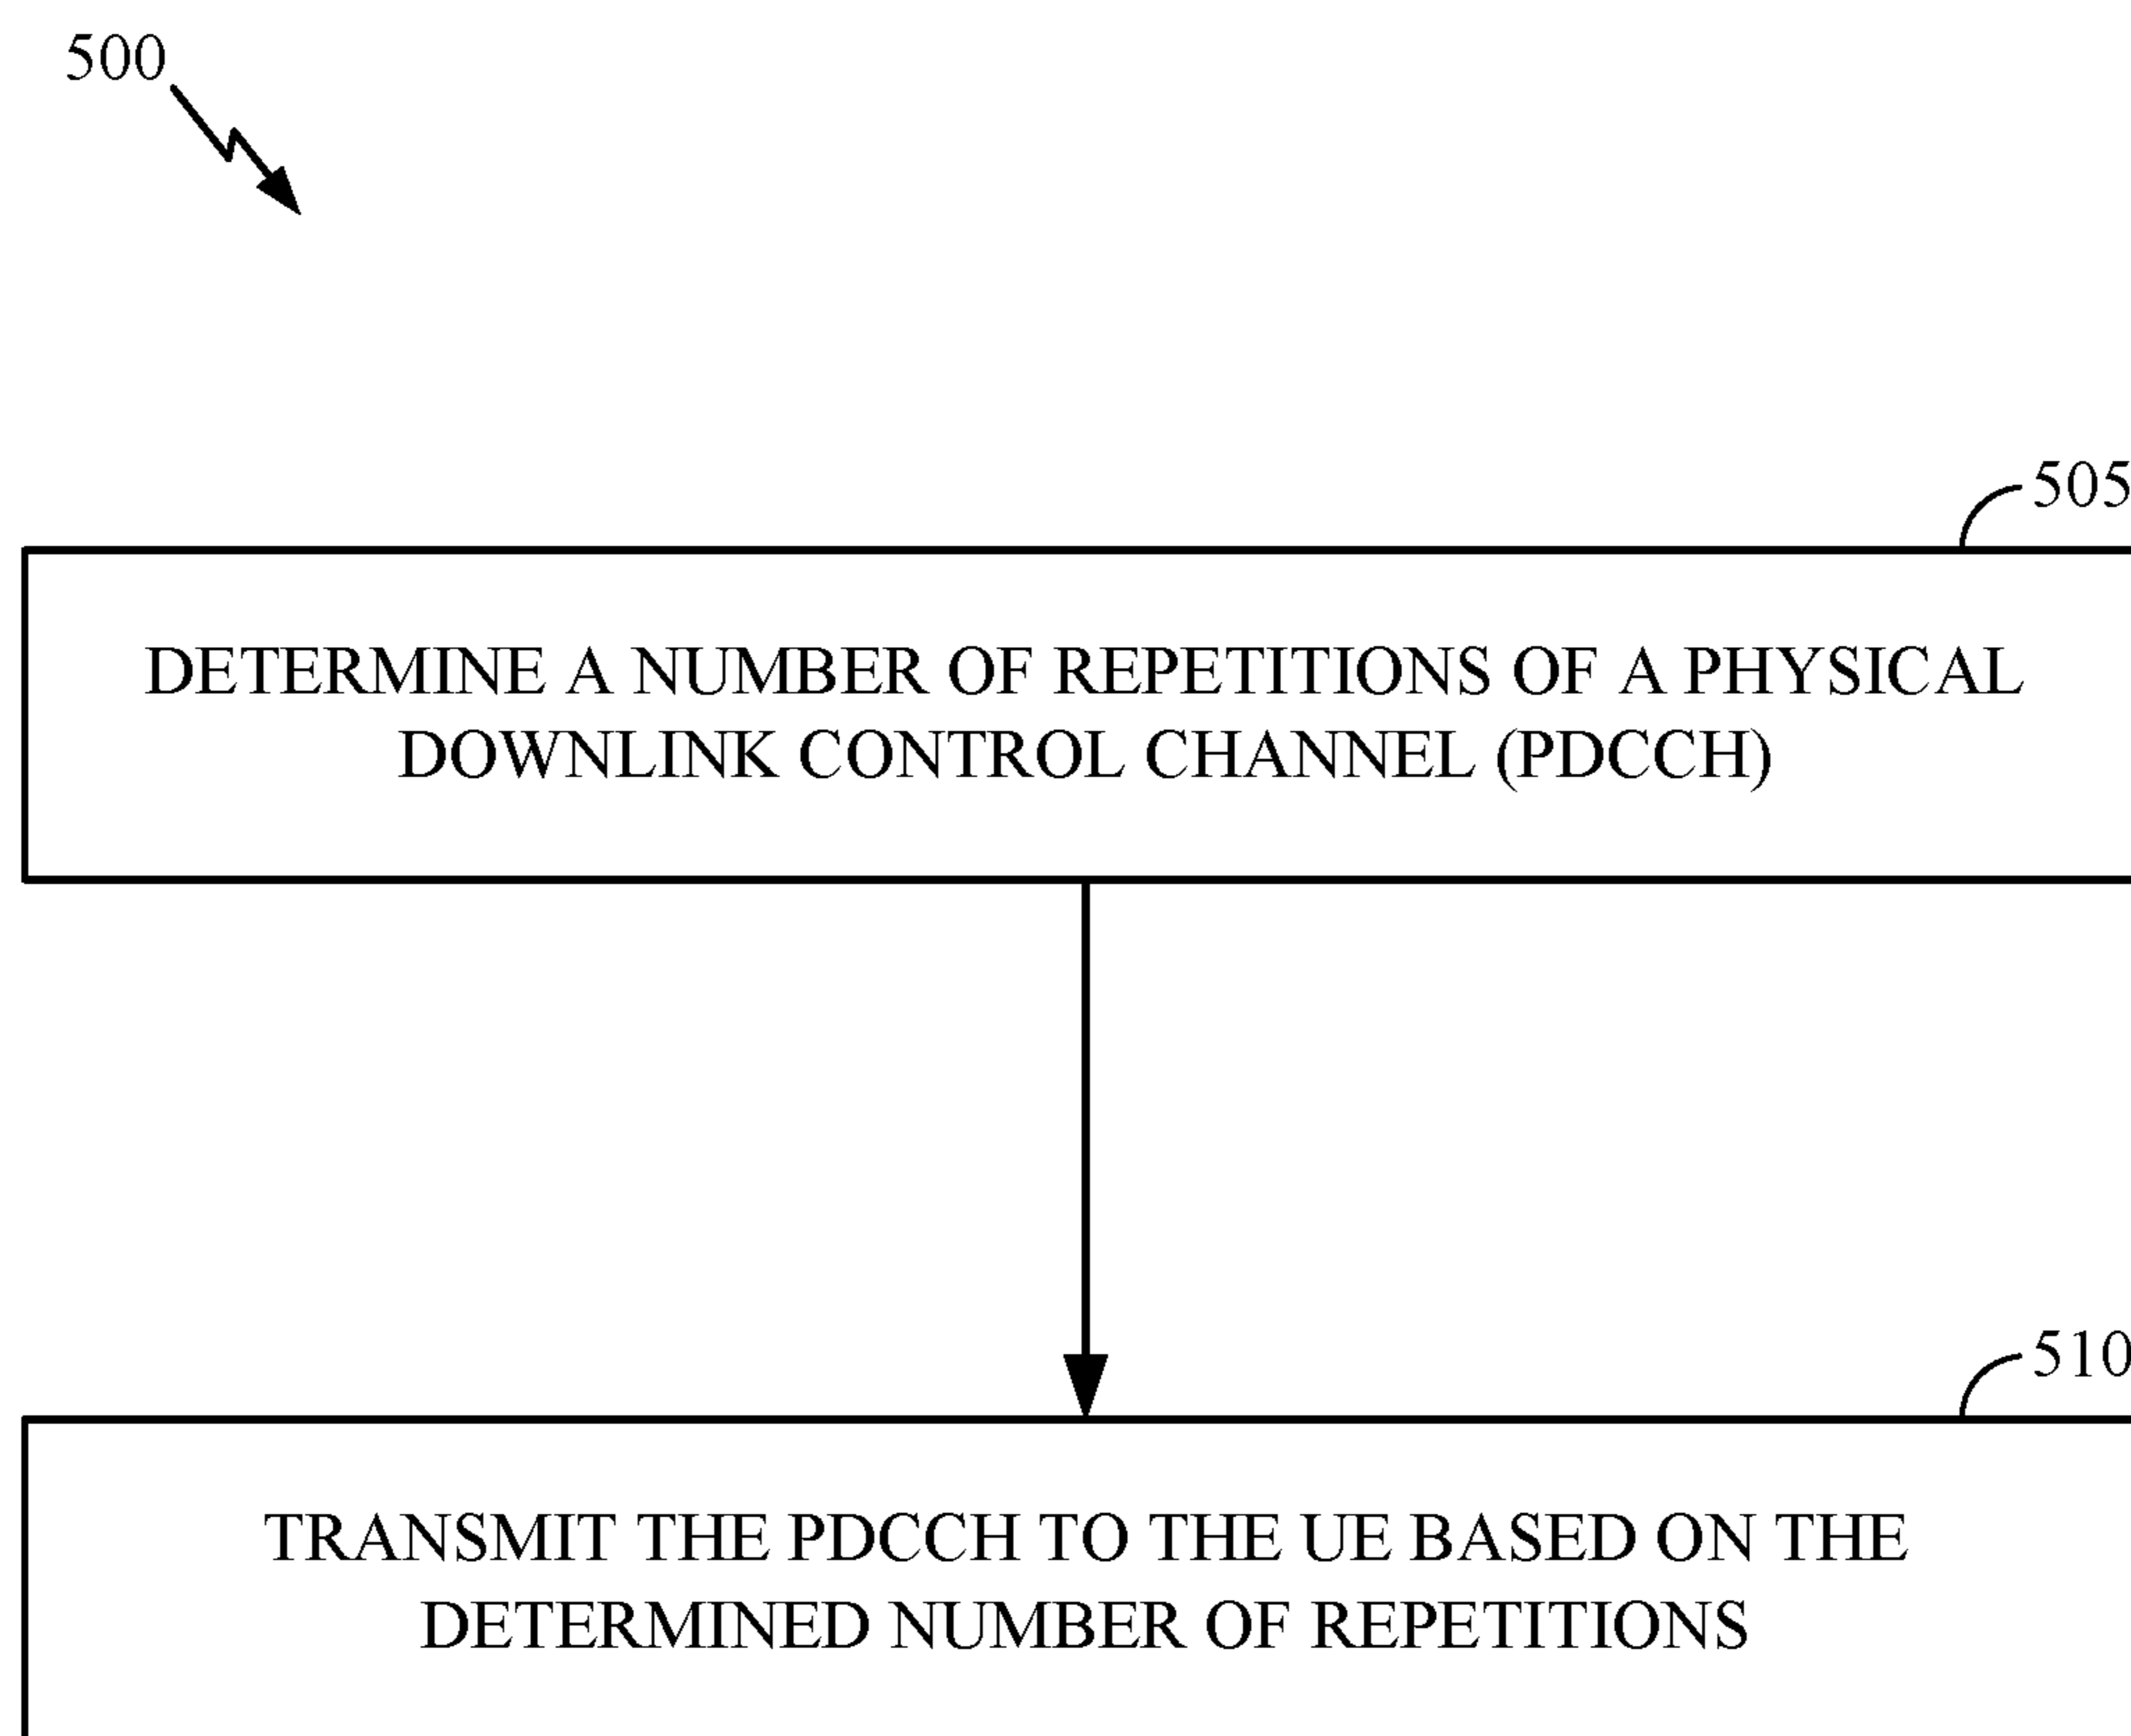 500
505
DETERMINE A NUMBER OF REPETITIONS OF A PHYSICAL
DOWNLINK CONTROL CHANNEL (PDCCH)
510
TRANSMIT THE PDCCH TO THE UE BASED ON THE
DETERMINED NUMBER OF REPETITIONS